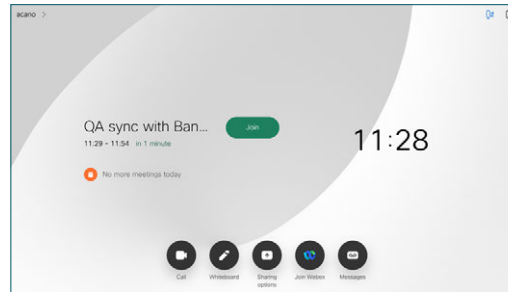 acano
QA sync with Ban...
Join
11:29 - 11:54 in 1 minute
11:28
No more meetings today
Call
Whiteboard
Sharing
options
Join Webex
Messages